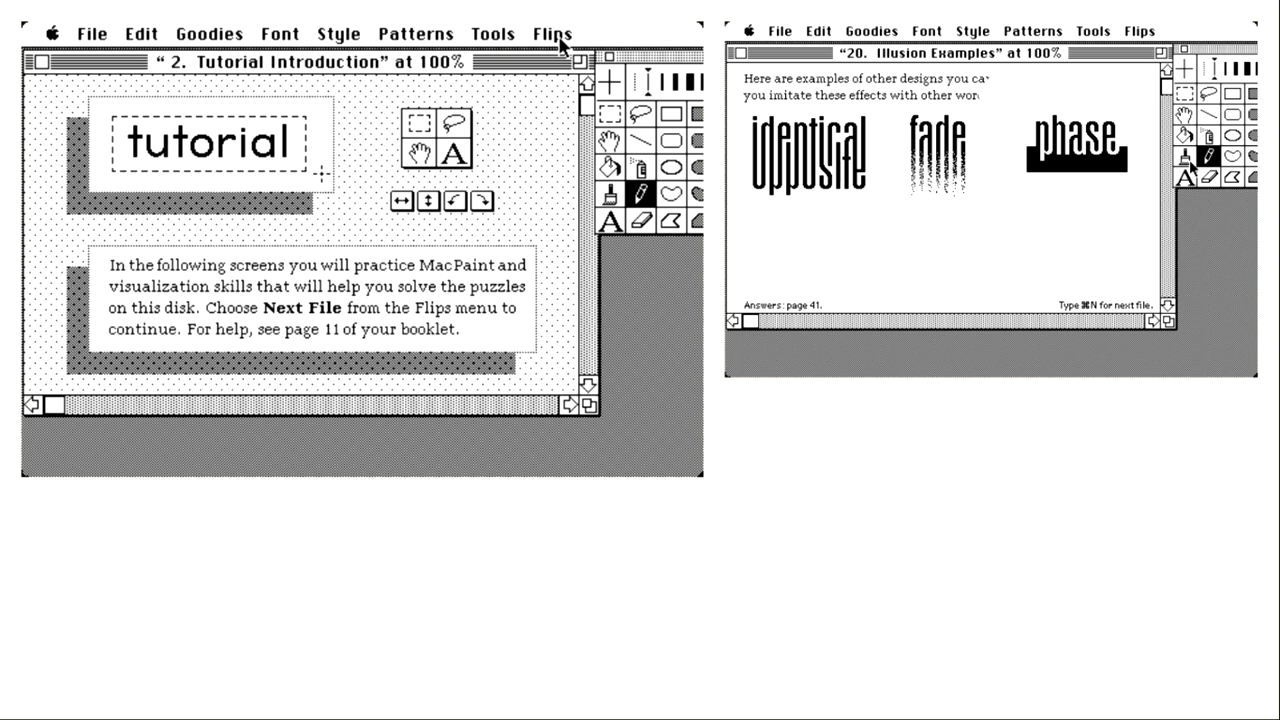 File Edit Goodies Font Style Patterns Tools Flips
“ 2. Tutorial Introduction” at 100%
tutorial
A
A
In the following screens you will practice MacPaint and
visualization skills that will help you solve the puzzles
on this disk. Choose Next File from the Flips menu to
continue. For help, see page 11 of your booklet.
File Edit Goodies Font Style Patterns Tools Flips
“20. Illusion Examples” at 100%
Here are examples of other designs you
you imitate these effects with other
identical
opposite
fade
phase
A
Answers: page 41.
Type ⌘N for next file.